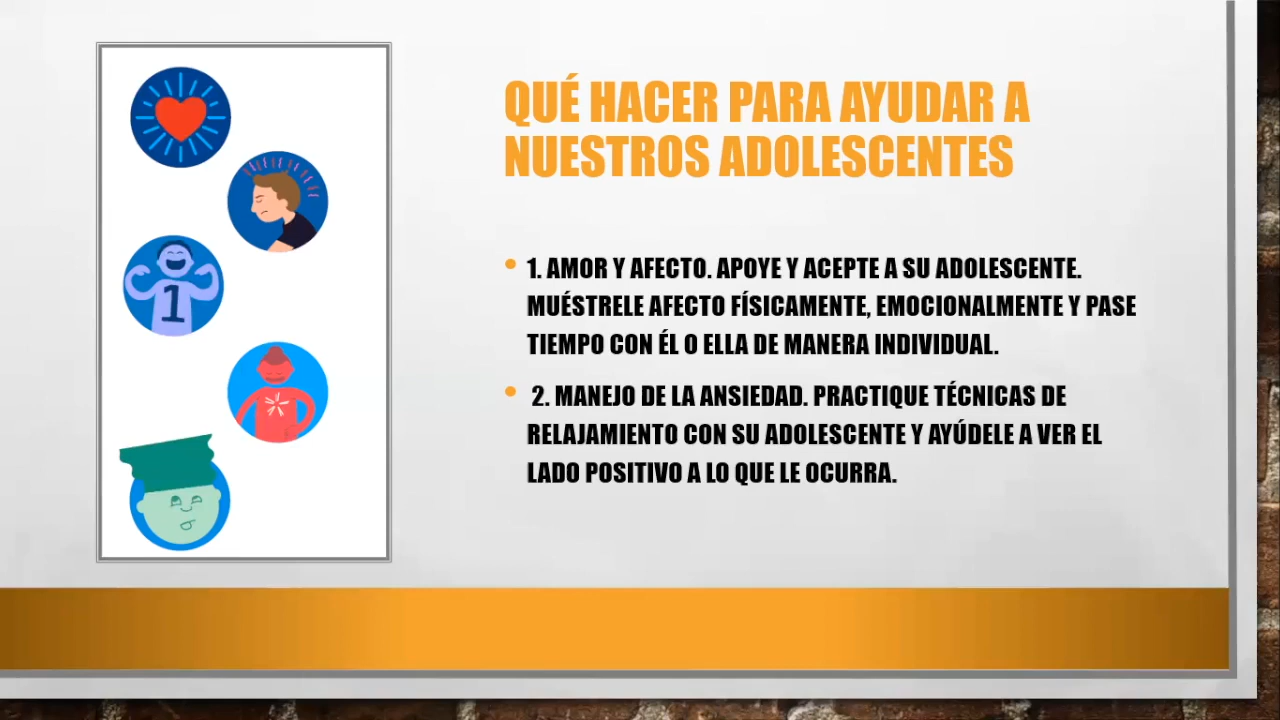 QUÉ HACER PARA AYUDAR A
NUESTROS ADOLESCENTES
• 1. AMOR Y AFECTO. APOYE Y ACEPTE A SU ADOLESCENTE.
MUÉSTRELE AFECTO FÍSICAMENTE, EMOCIONALMENTE Y PASE
TIEMPO CON ÉL O ELLA DE MANERA INDIVIDUAL.
• 2. MANEJO DE LA ANSIEDAD. PRACTIQUE TÉCNICAS DE
RELAJAMIENTO CON SU ADOLESCENTE Y AYÚDELE A VER EL
LADO POSITIVO A LO QUE LE OCURRA.
1